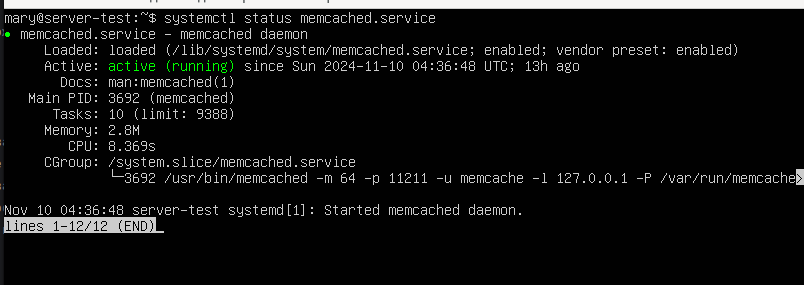 mary@server-test:~$ systemctl status memcached.service
● memcached.service - memcached daemon
Loaded: loaded (/lib/systemd/system/memcached.service; enabled; vendor preset: enabled)
Active: active (running) since Sun 2024-11-10 04:36:48 UTC; 13h ago
Docs: man:memcached(1)
Main PID: 3692 (memcached)
Tasks: 10 (limit: 9388)
Memory: 2.8M
CPU: 8.369s
CGroup: /system.slice/memcached.service
└─3692 /usr/bin/memcached -m 64 -p 11211 -u memcache -l 127.0.0.1 -P /var/run/memcache>
Nov 10 04:36:48 server-test systemd[1]: Started memcached daemon.
lines 1-12/12 (END)